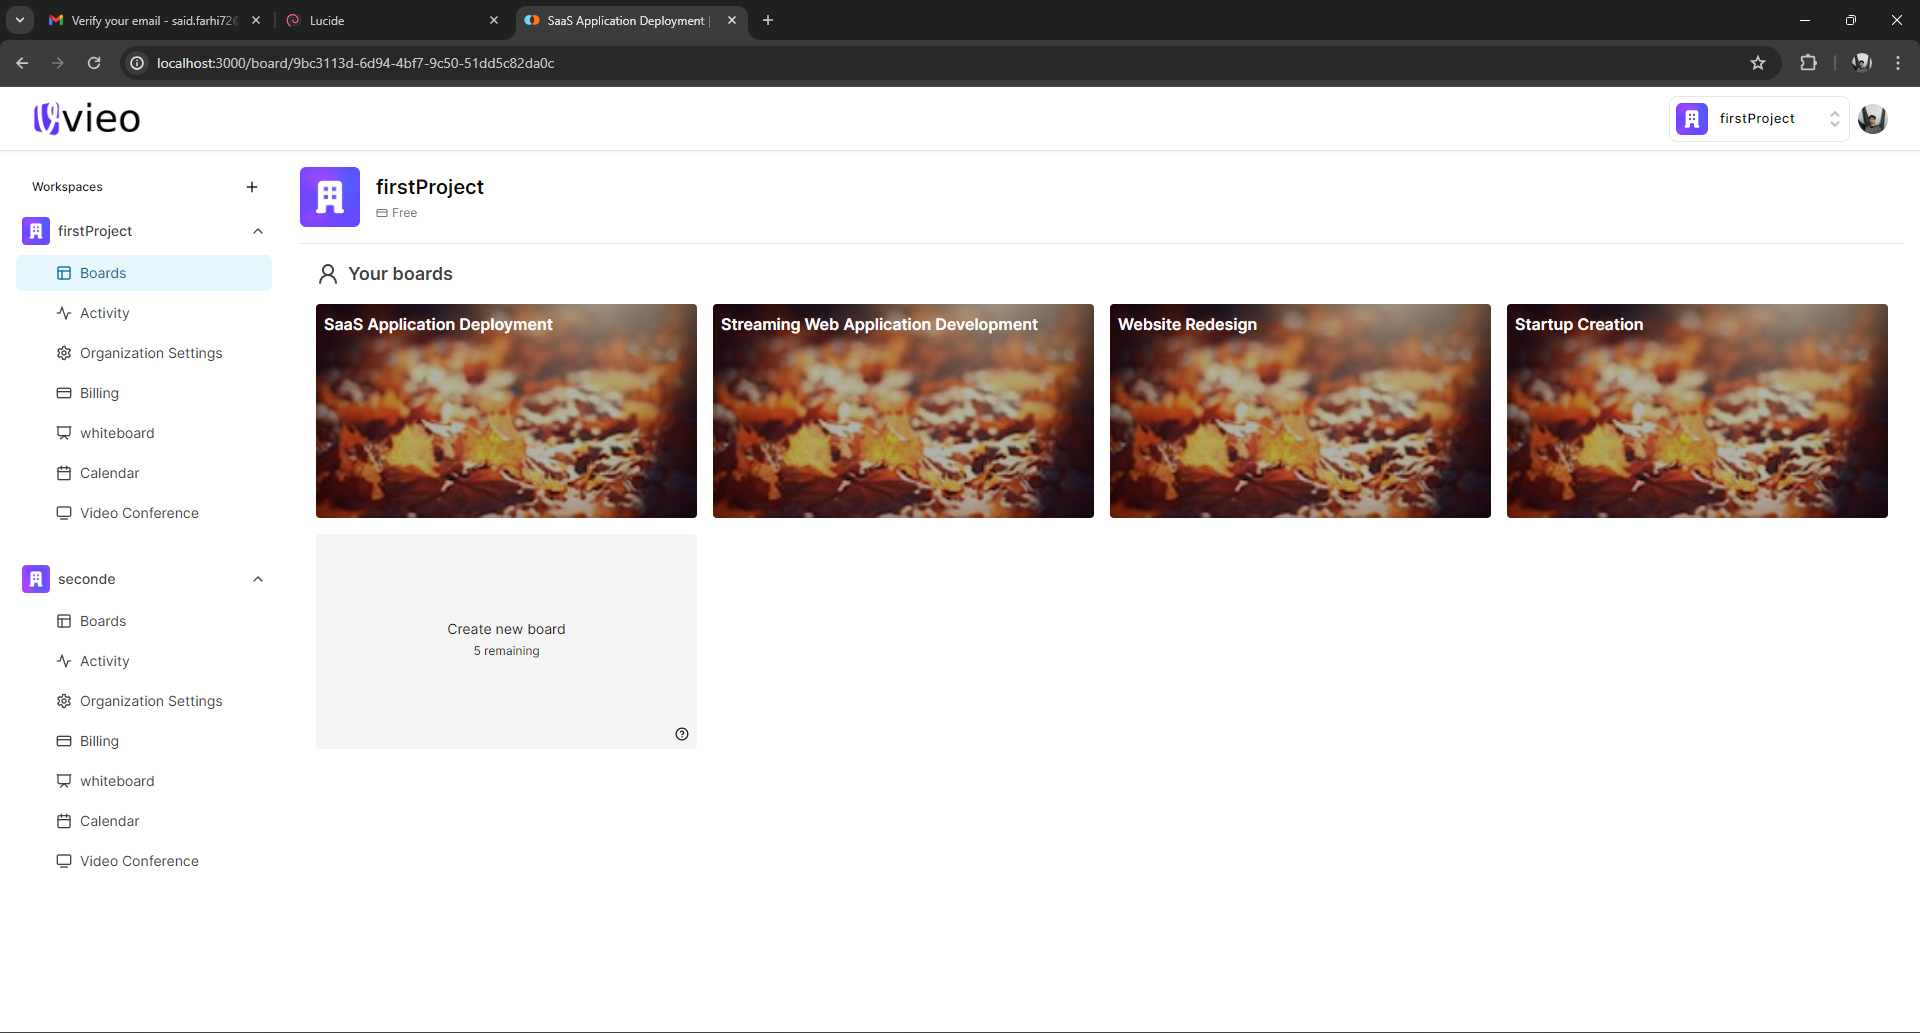 Verify your email - said.farhi72
Lucide
SaaS Application Deployment |
localhost:3000/board/9bc3113d-6d94-4bf7-9c50-51dd5c82da0c
vieo
firstProject
Workspaces
firstProject
Boards
Activity
Organization Settings
Billing
whiteboard
Calendar
Video Conference
seconde
Boards
Activity
Organization Settings
Billing
whiteboard
Calendar
Video Conference
firstProject
Free
Your boards
SaaS Application Deployment
Streaming Web Application Development
Website Redesign
Startup Creation
Create new board
5 remaining